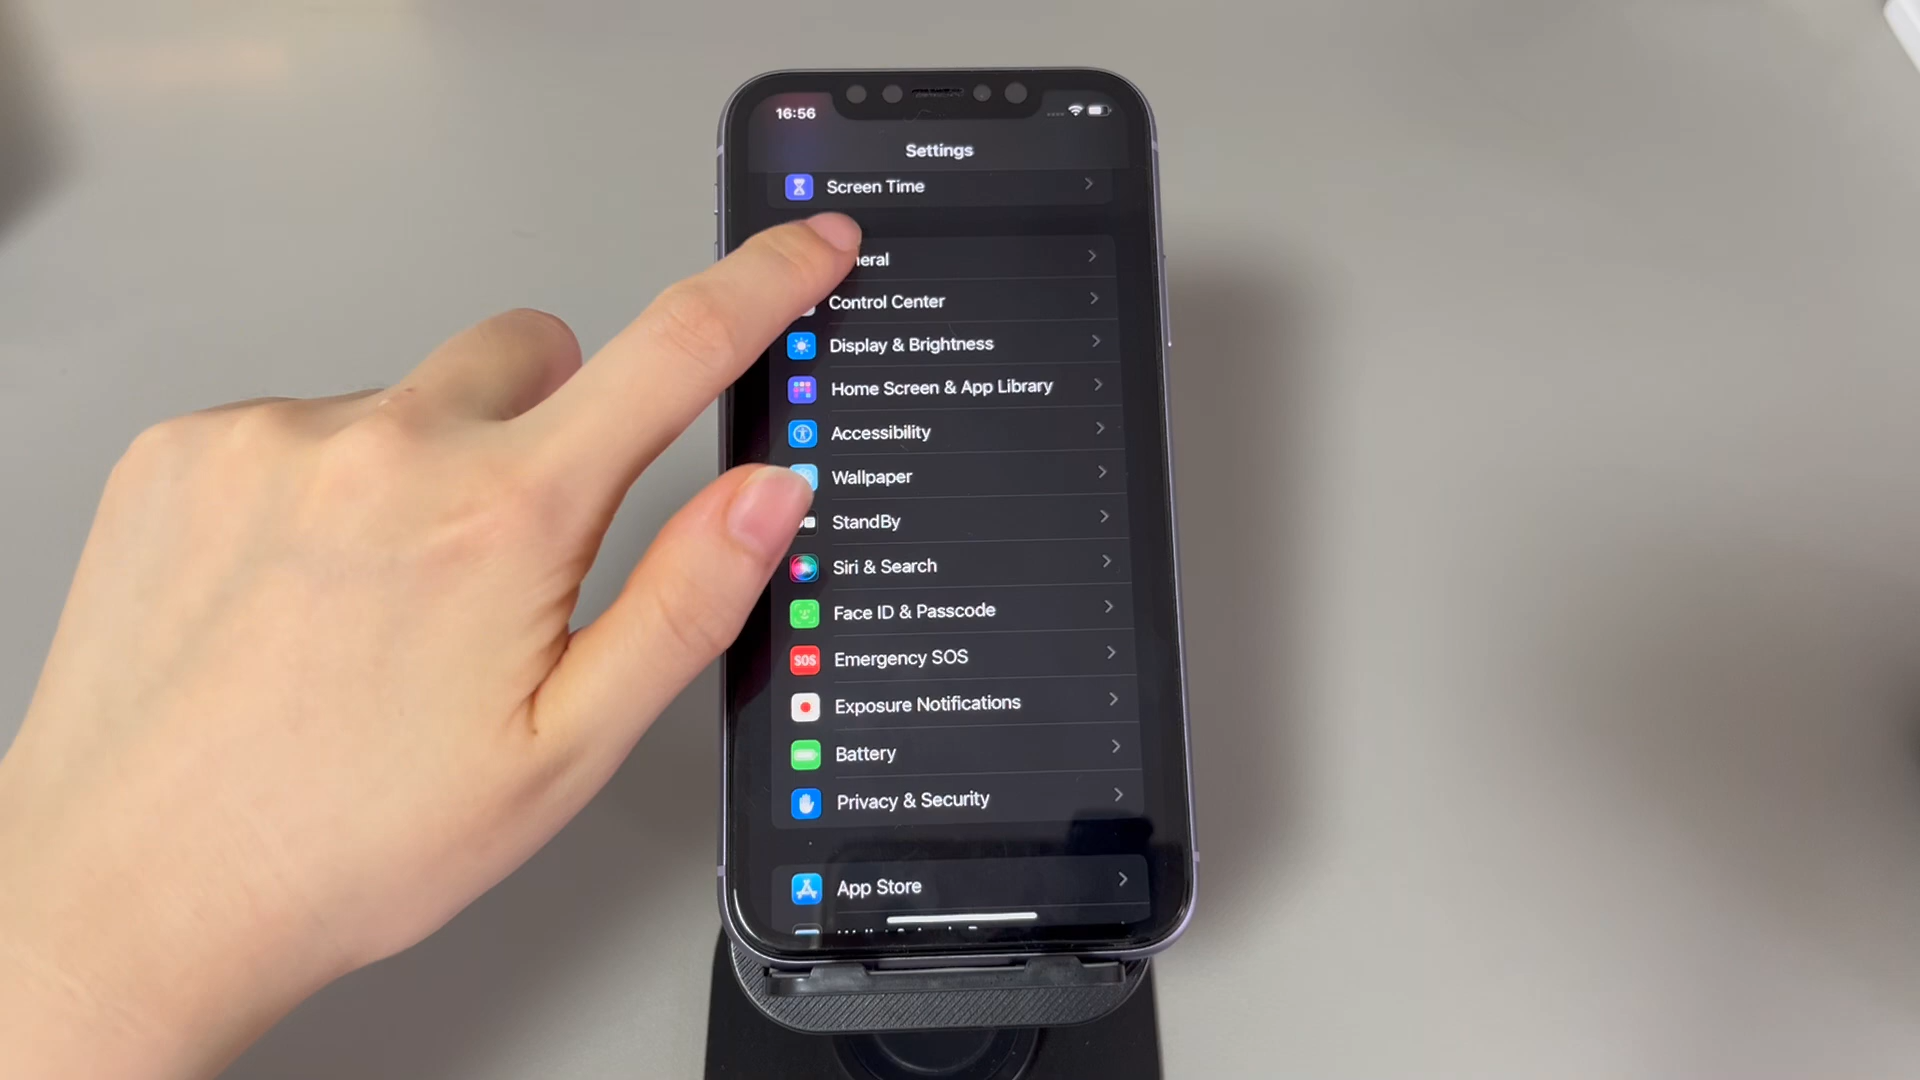 16:56
Settings
Screen Time
neral
Control Center
Display & Brightness
Home Screen & App Library
Accessibility
Wallpaper
StandBy
Siri & Search
Face ID & Passcode
SOS Emergency SOS
Exposure Notifications
Battery
Privacy & Security
App Store